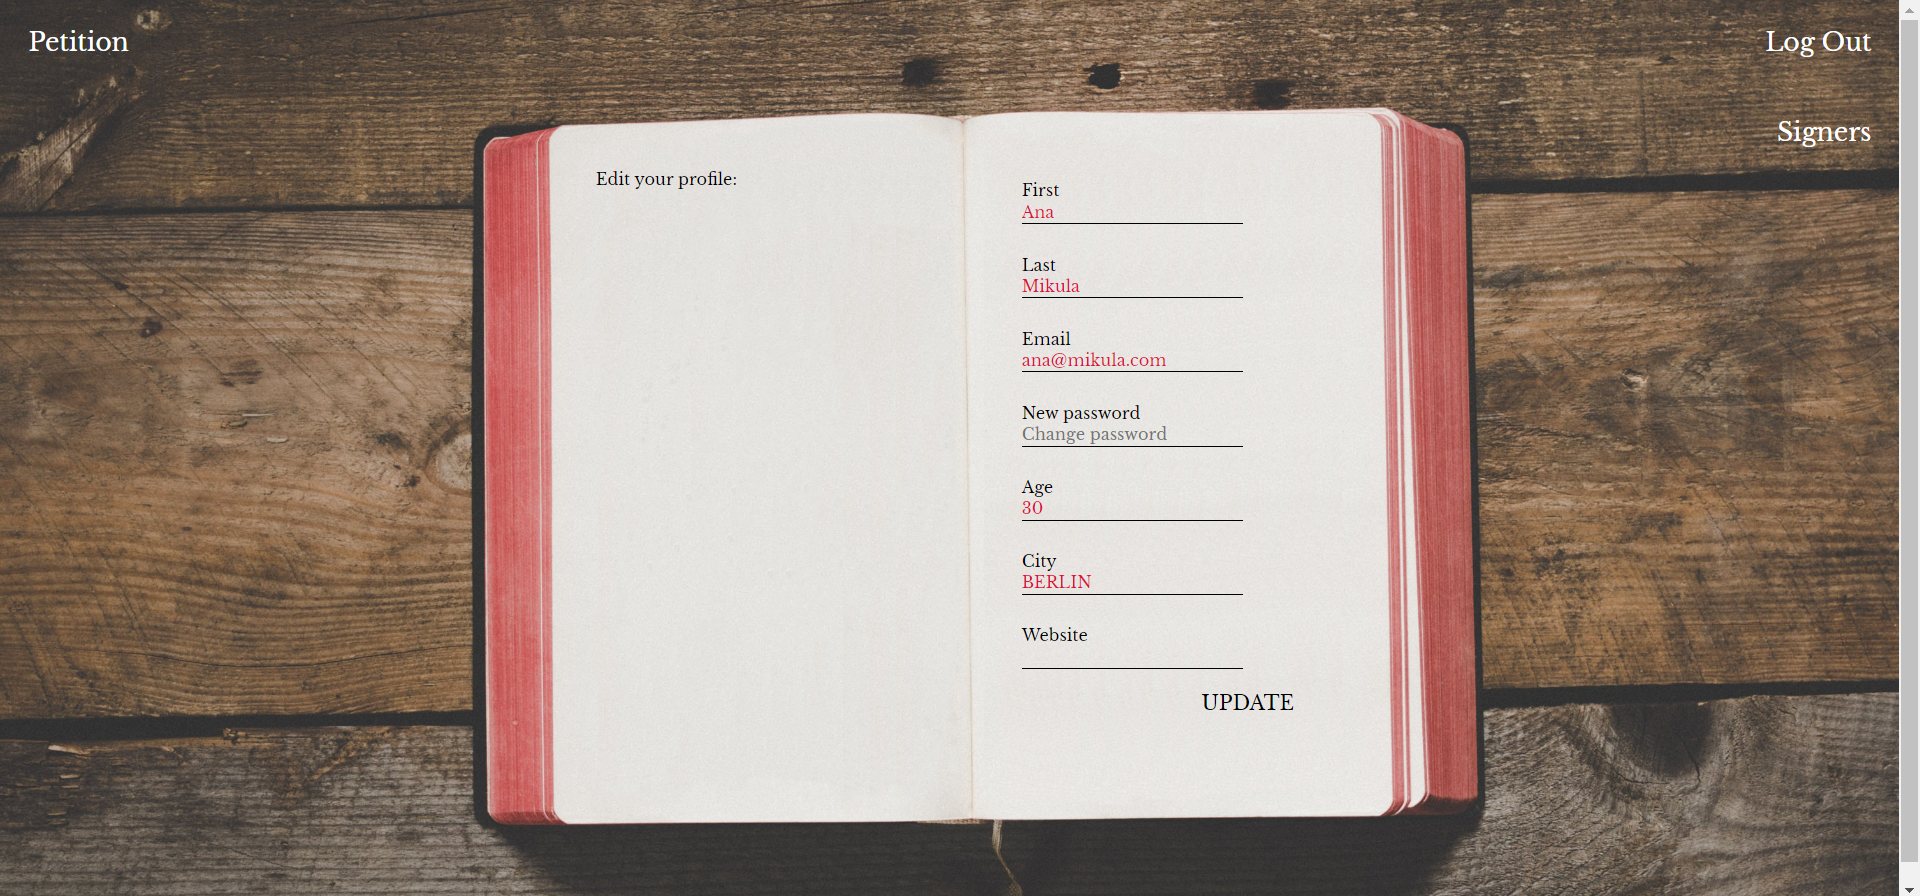 Petition
Log Out
Signers
Edit your profile:
First
Ana
Last
Mikula
Email
ana@mikula.com
New password
Change password
Age
30
City
BERLIN
Website
UPDATE